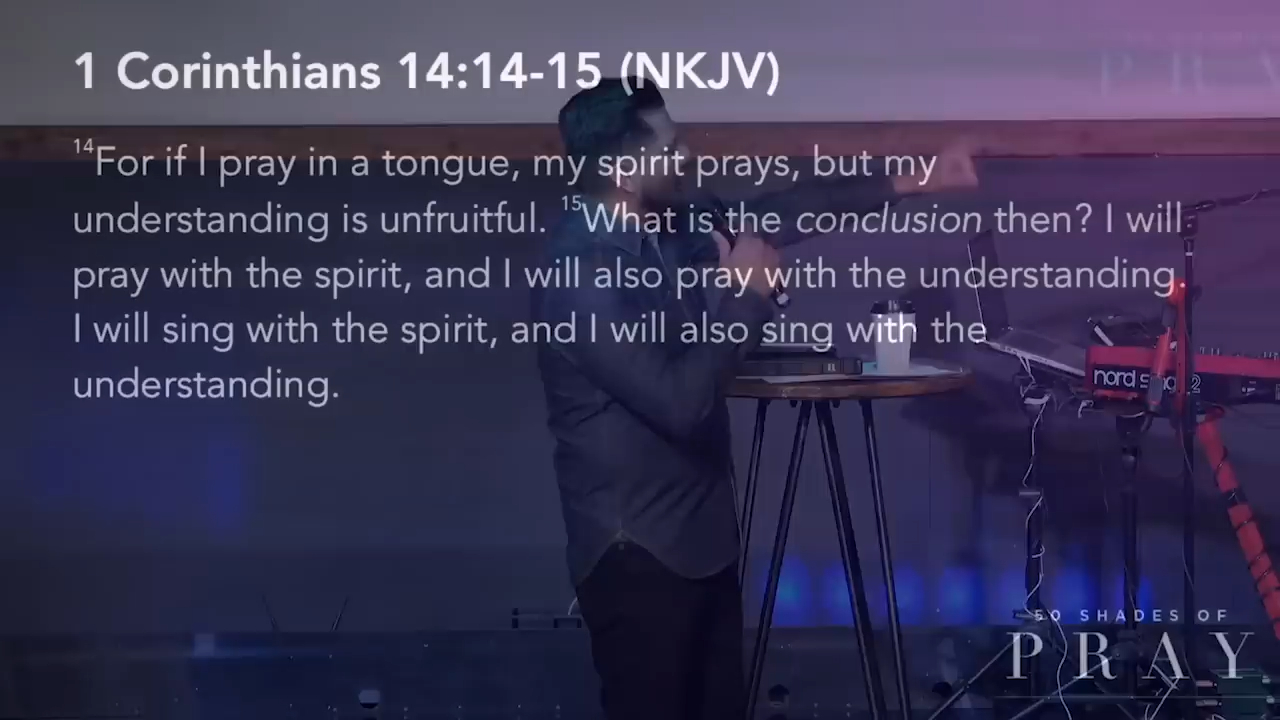 1 Corinthians 14:14-15 (NKJV)
14For if I pray in a tongue, my spirit prays, but my
understanding is unfruitful. 15What is the conclusion then? I will
pray with the spirit, and I will also pray with the understanding.
I will sing with the spirit, and I will also sing with the
understanding.
nord
2
50 SHADES OF
PRAY